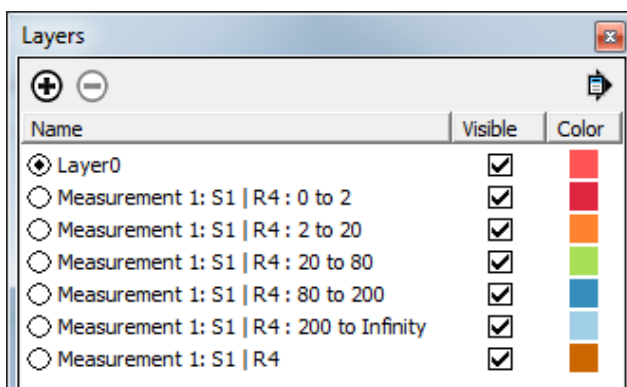 Layers
Name Visible Color
Layer0
Measurement 1: S1 | R4 : 0 to 2
Measurement 1: S1 | R4 : 2 to 20
Measurement 1: S1 | R4 : 20 to 80
Measurement 1: S1 | R4 : 80 to 200
Measurement 1: S1 | R4 : 200 to Infinity
Measurement 1: S1 | R4